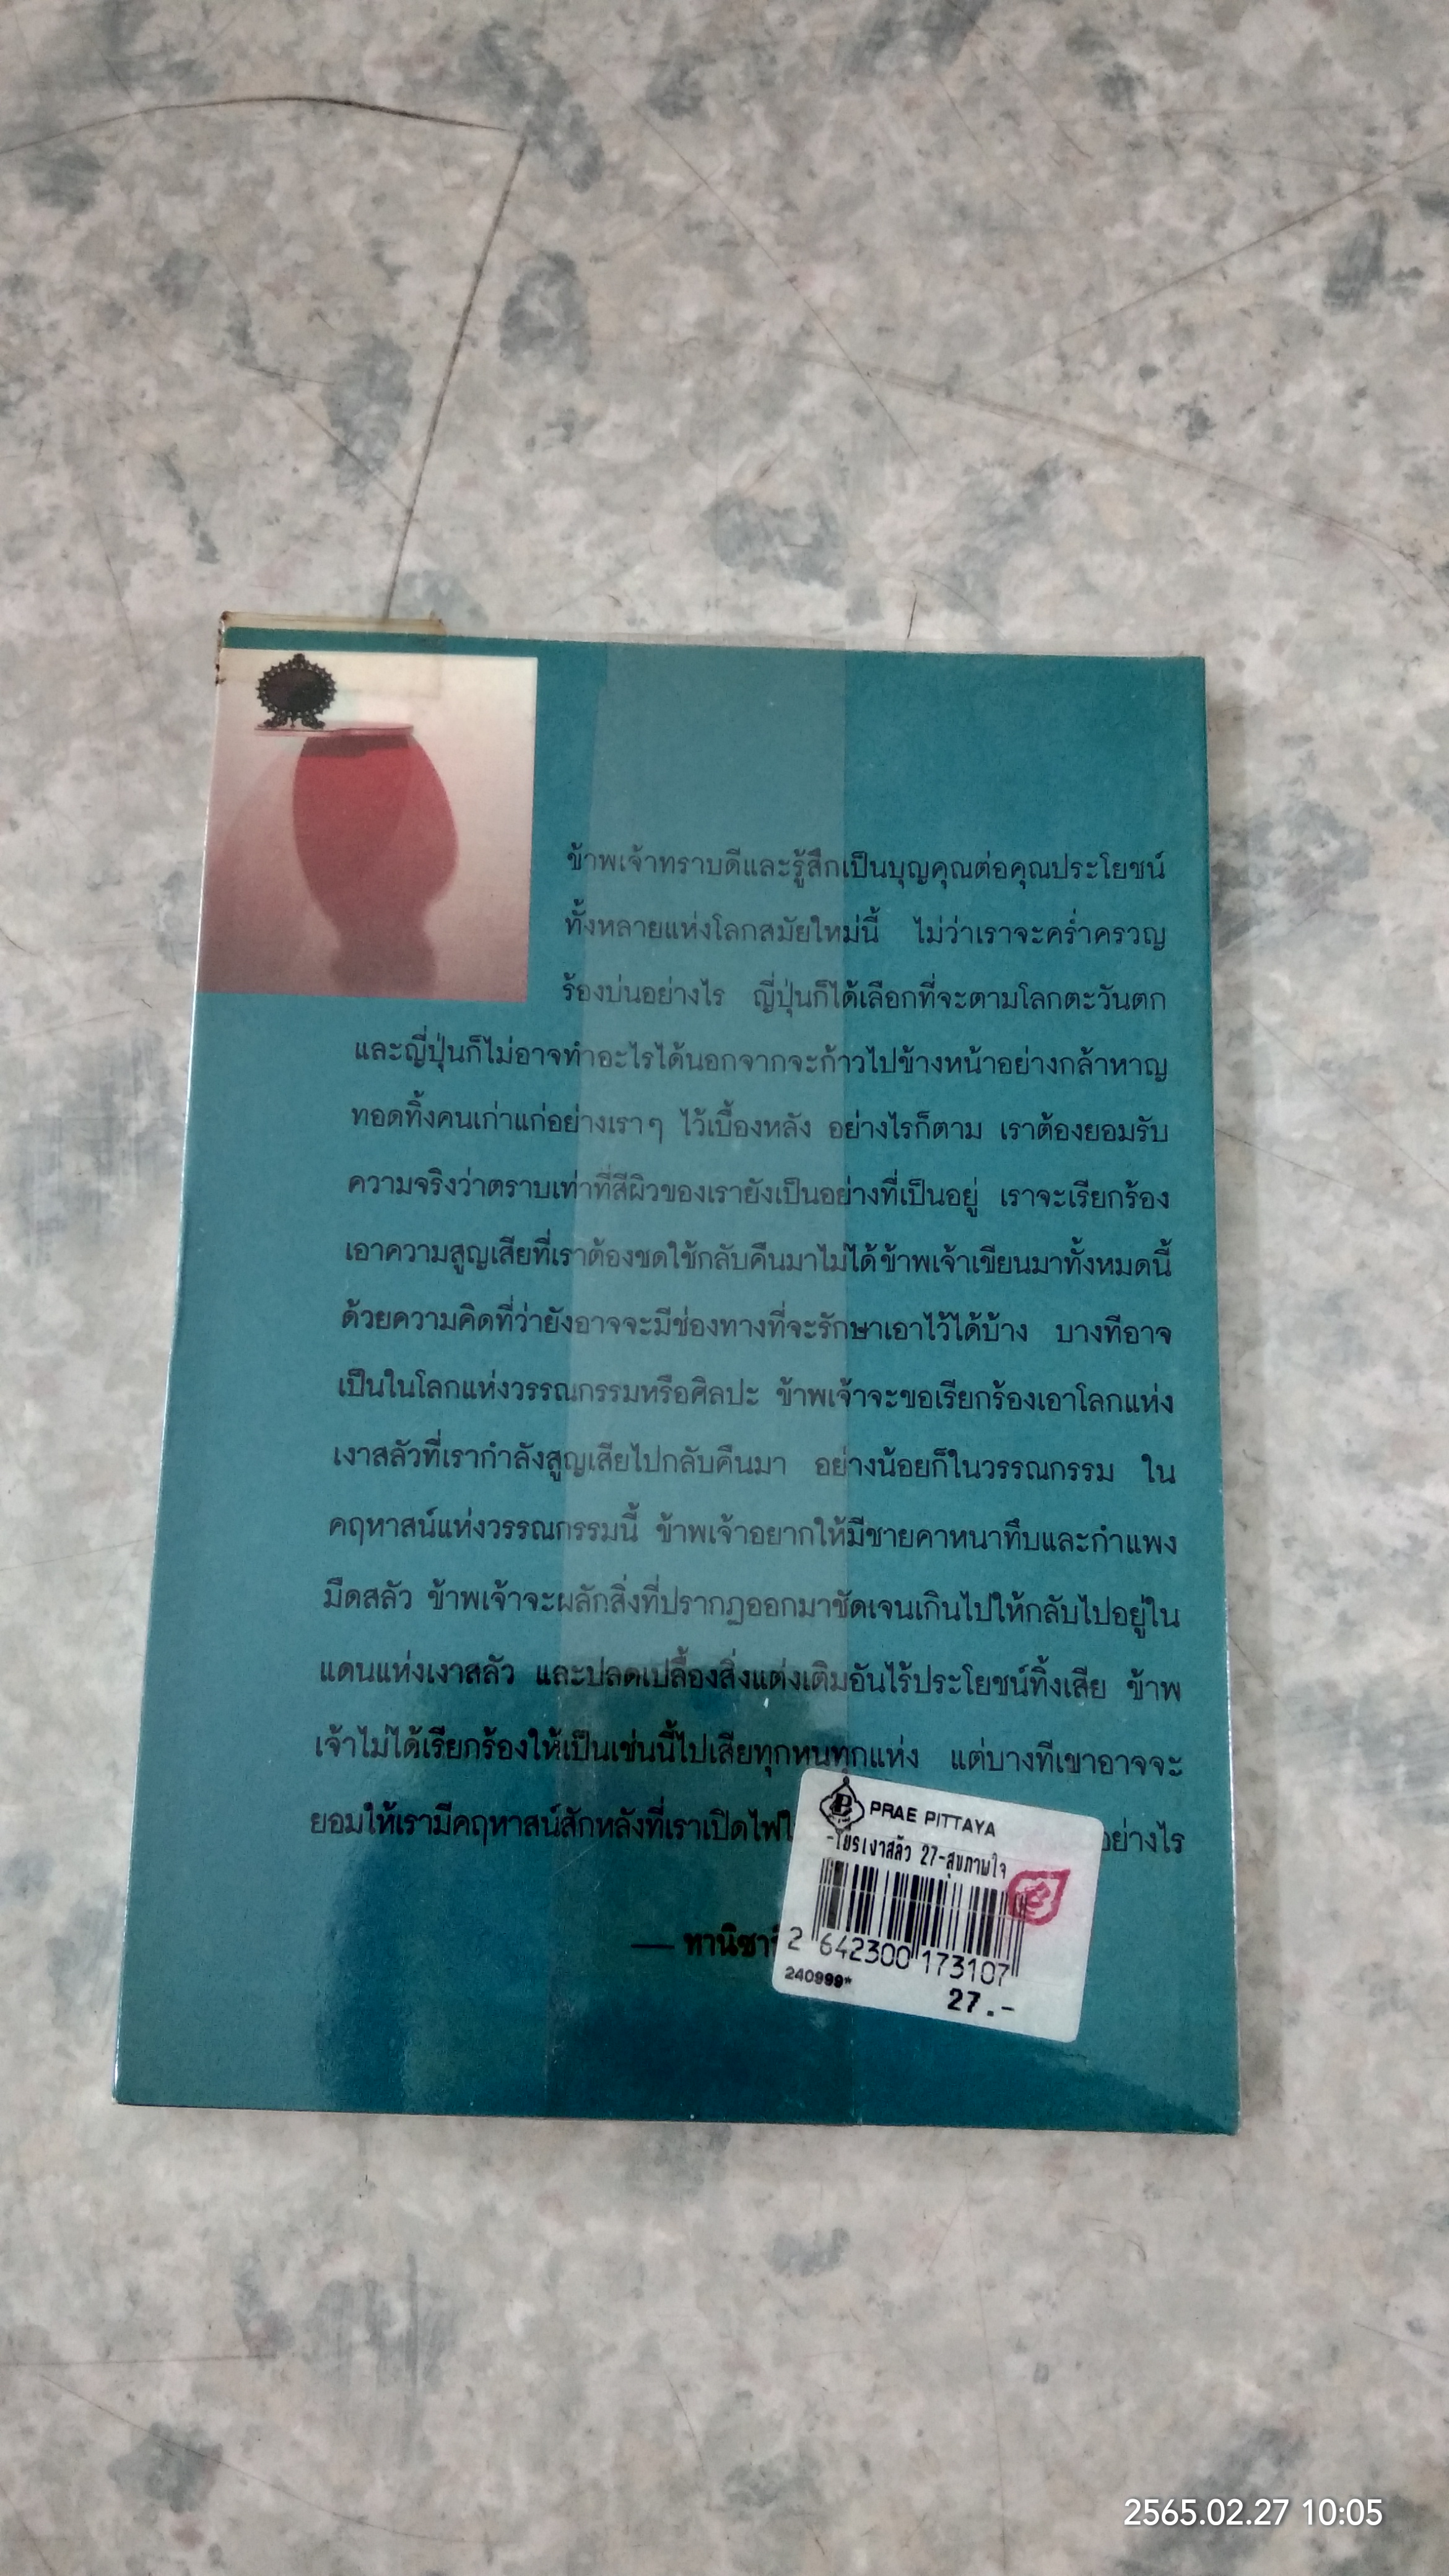 ข้าพเจ้าทราบดีและรู้สึกเป็นบุญคุณต่อคุณประโยชน์
ทั้งหลายแห่งโลกสมัยใหม่นี้ ไม่ว่าเราจะคร่ำครวญ
ร้องบ่นอย่างไร ญี่ปุ่นก็ได้เลือกที่จะตามโลกตะวันตก
และญี่ปุ่นก็ไม่อาจทำอะไรได้นอกจากจะก้าวไปข้างหน้าอย่างกล้าหาญ
ทอดทิ้งคนเก่าแก่อย่างเราๆ ไว้เบื้องหลัง อย่างไรก็ตาม เราต้องยอมรับ
ความจริงว่าตราบเท่าที่สีผิวของเรายังเป็นอย่างที่เป็นอยู่ เราจะเรียกร้อง
เอาความสูญเสียที่เราต้องชดใช้กลับคืนมาไม่ได้ ข้าพเจ้าเขียนมาทั้งหมดนี้
ด้วยความคิดที่ว่ายังอาจจะมีช่องทางที่จะรักษาเอาไว้ได้บ้าง บางทีอาจ
เป็นในโลกแห่งวรรณกรรมหรือศิลปะ ข้าพเจ้าจะขอเรียกร้องเอาโลกแห่ง
เงาสลัวที่เรากำลังสูญเสียไปกลับคืนมา อย่างน้อยก็ในวรรณกรรม ใน
คฤหาสน์แห่งวรรณกรรมนี้ ข้าพเจ้าอยากให้มีชายคาหนาทึบและกำแพง
มืดสลัว ข้าพเจ้าจะผลักสิ่งที่ปรากฏออกมาชัดเจนเกินไปให้กลับไปอยู่ใน
แดนแห่งเงาสลัว และปลดเปลื้องสิ่งแต่งเติมอันไร้ประโยชน์ทิ้งเสีย ข้าพ
เจ้าไม่ได้เรียกร้องให้เป็นเช่นนี้ไปเสียทุกหนทุกแห่ง แต่บางทีเขาอาจจะ
ยอมให้เรามีคฤหาสน์สักหลังที่เราเปิดไฟ อย่างไร
— ทานิซา
PRAE PITTAYA
-เยิรเงาสลัว 27-สุขภาพใจ
2 642300 173107
240999*
27.-
2565.02.27 10:05